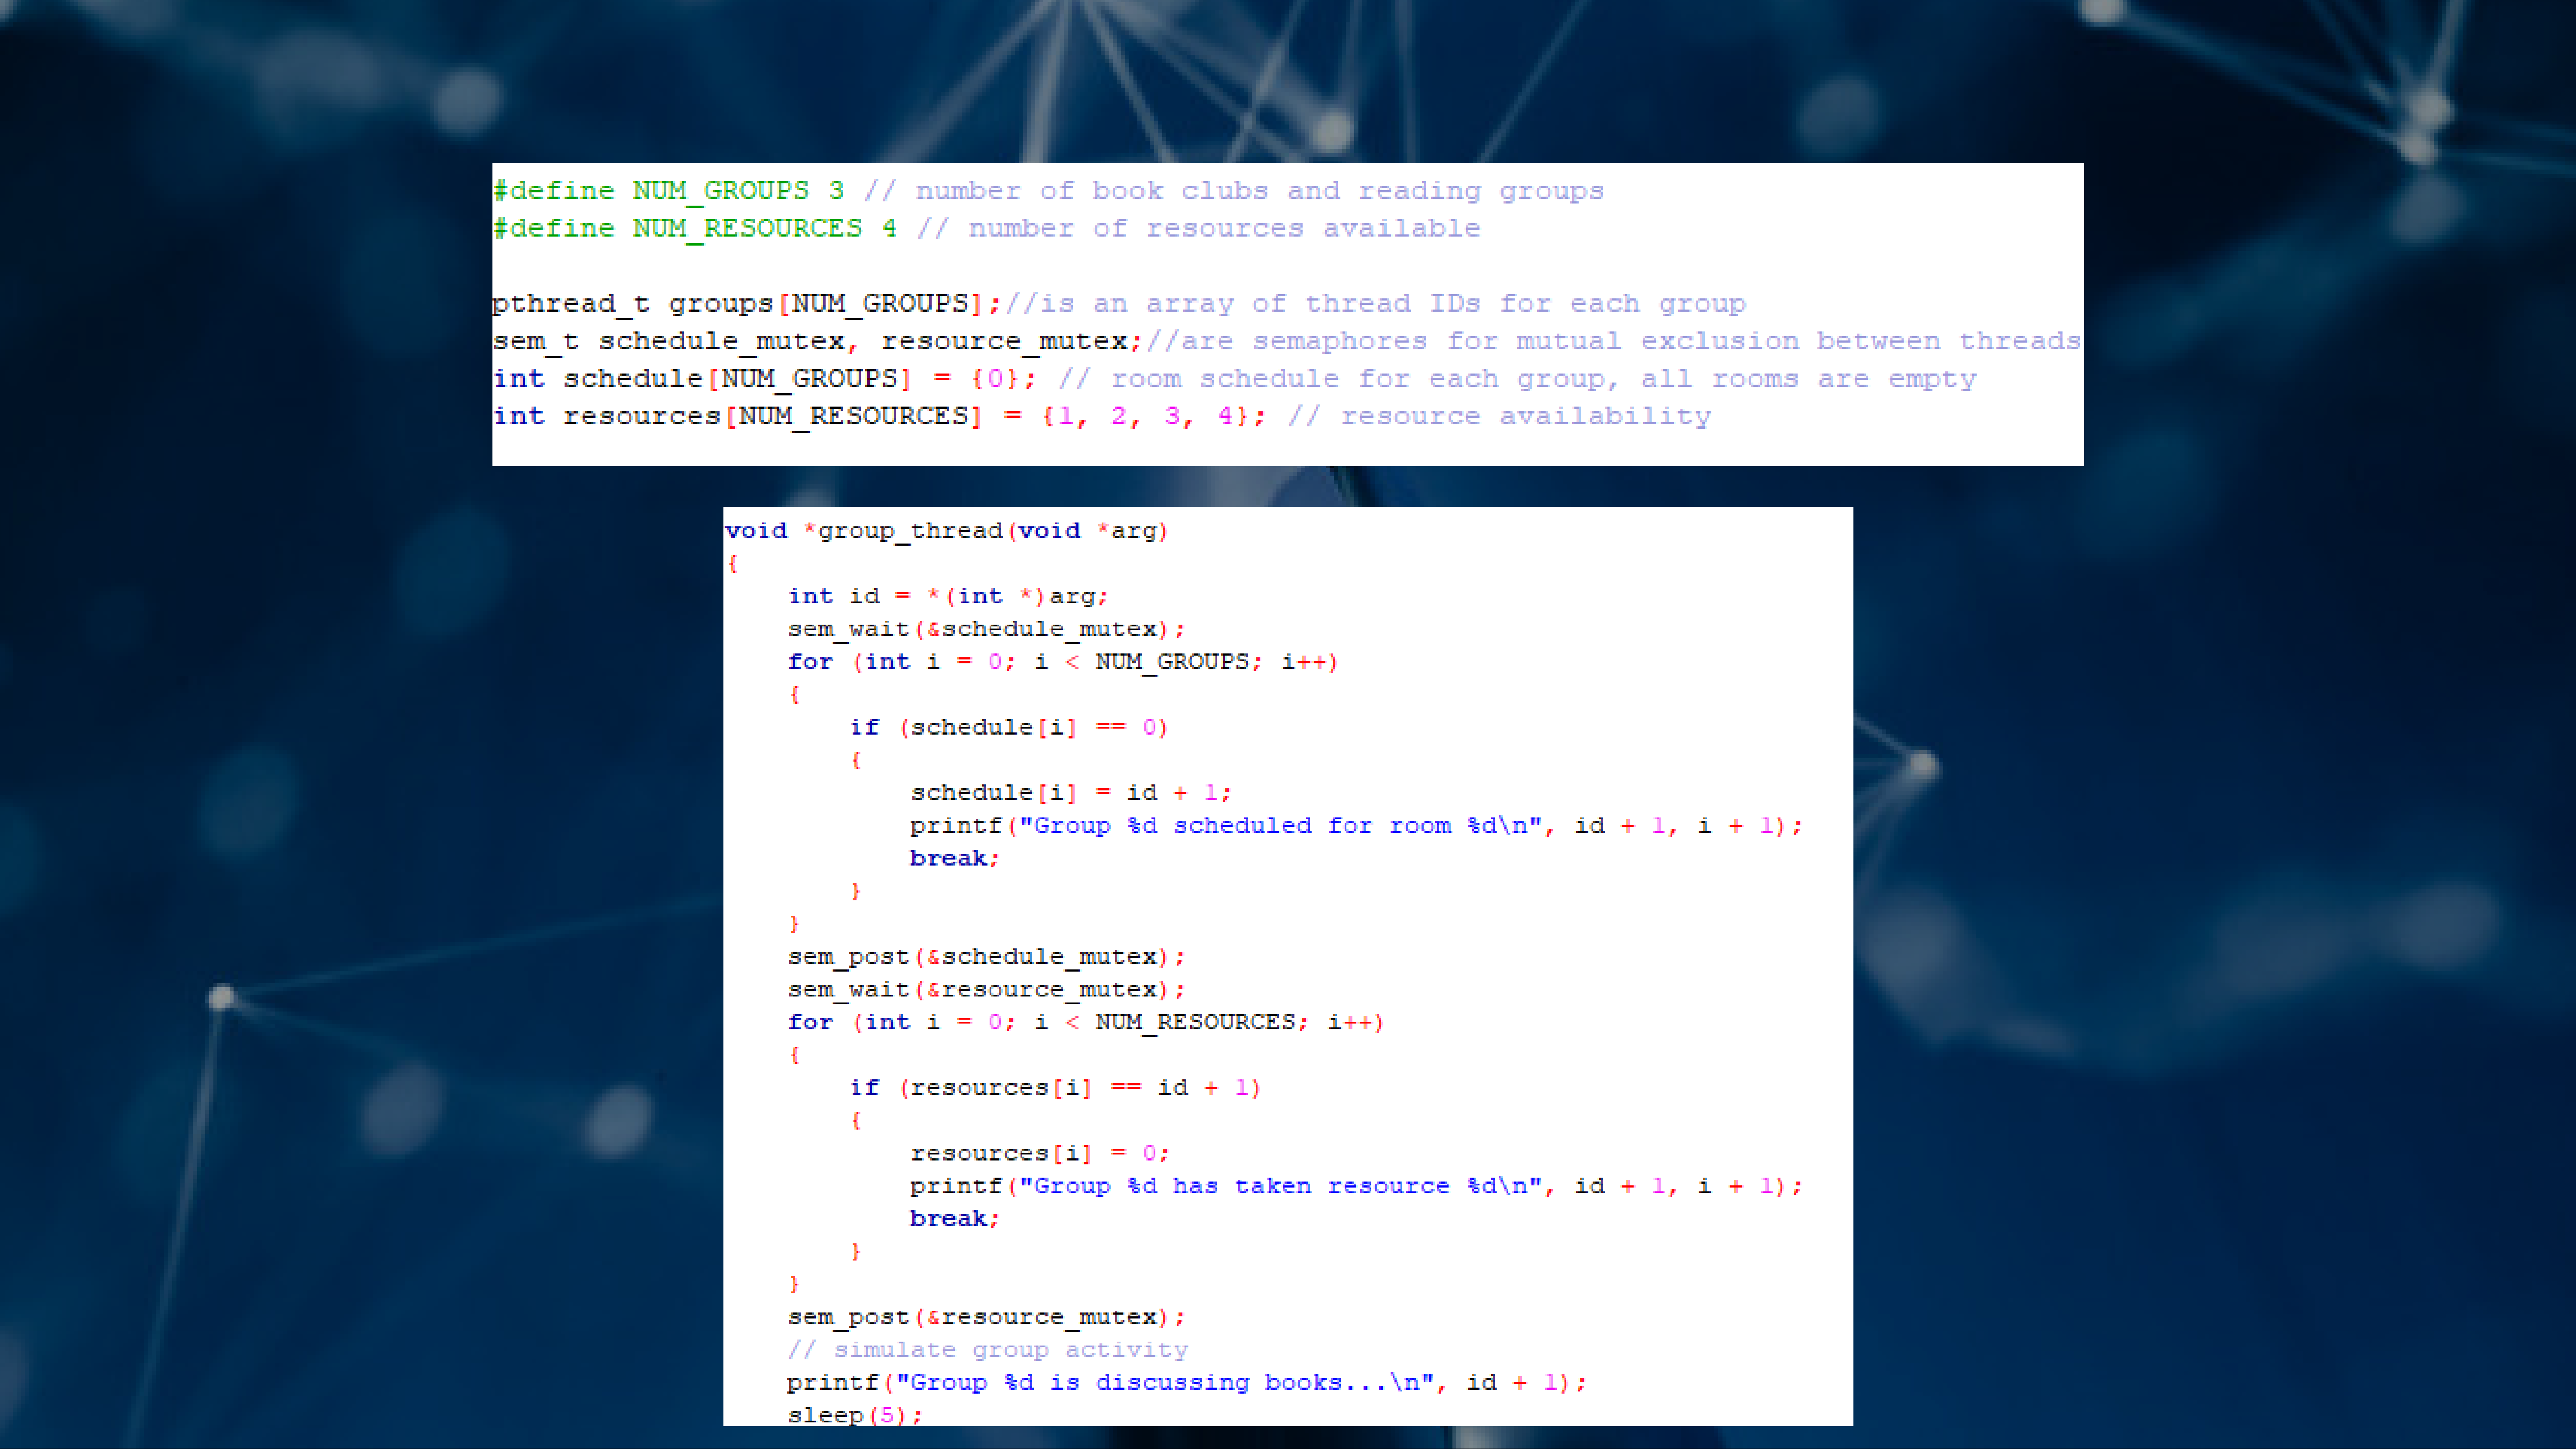 #define NUM_GROUPS 3 // number of book clubs and reading groups
#define NUM_RESOURCES 4 // number of resources available
pthread_t groups[NUM_GROUPS];//is an array of thread IDs for each group
sem_t schedule_mutex, resource_mutex;//are semaphores for mutual exclusion between threads
int schedule[NUM_GROUPS] = {0}; // room schedule for each group, all rooms are empty
int resources[NUM_RESOURCES] = {1, 2, 3, 4}; // resource availability
void *group_thread(void *arg)
{
    int id = *(int *)arg;
    sem_wait(&schedule_mutex);
    for (int i = 0; i < NUM_GROUPS; i++)
    {
        if (schedule[i] == 0)
        {
            schedule[i] = id + 1;
            printf("Group %d scheduled for room %d\n", id + 1, i + 1);
            break;
        }
    }
    sem_post(&schedule_mutex);
    sem_wait(&resource_mutex);
    for (int i = 0; i < NUM_RESOURCES; i++)
    {
        if (resources[i] == id + 1)
        {
            resources[i] = 0;
            printf("Group %d has taken resource %d\n", id + 1, i + 1);
            break;
        }
    }
    sem_post(&resource_mutex);
    // simulate group activity
    printf("Group %d is discussing books...\n", id + 1);
    sleep(5);